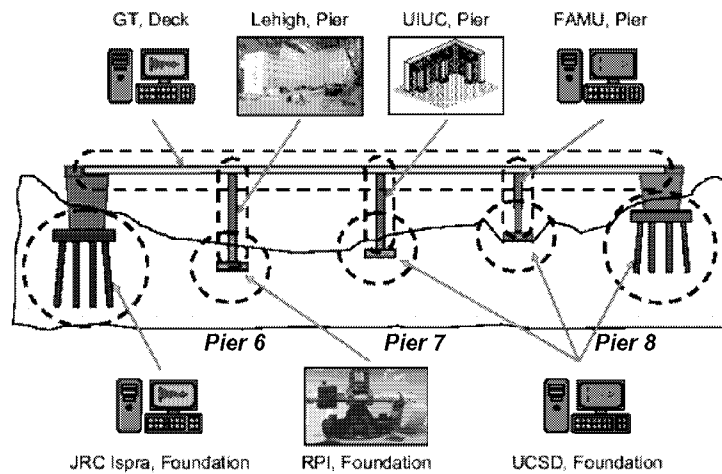 GT, Deck
Lehigh, Pier
UIUC, Pier
FAMU, Pier
Pier 6
Pier 7
Pier 8
JRC Ispra, Foundation
RPI, Foundation
UCSD, Foundation